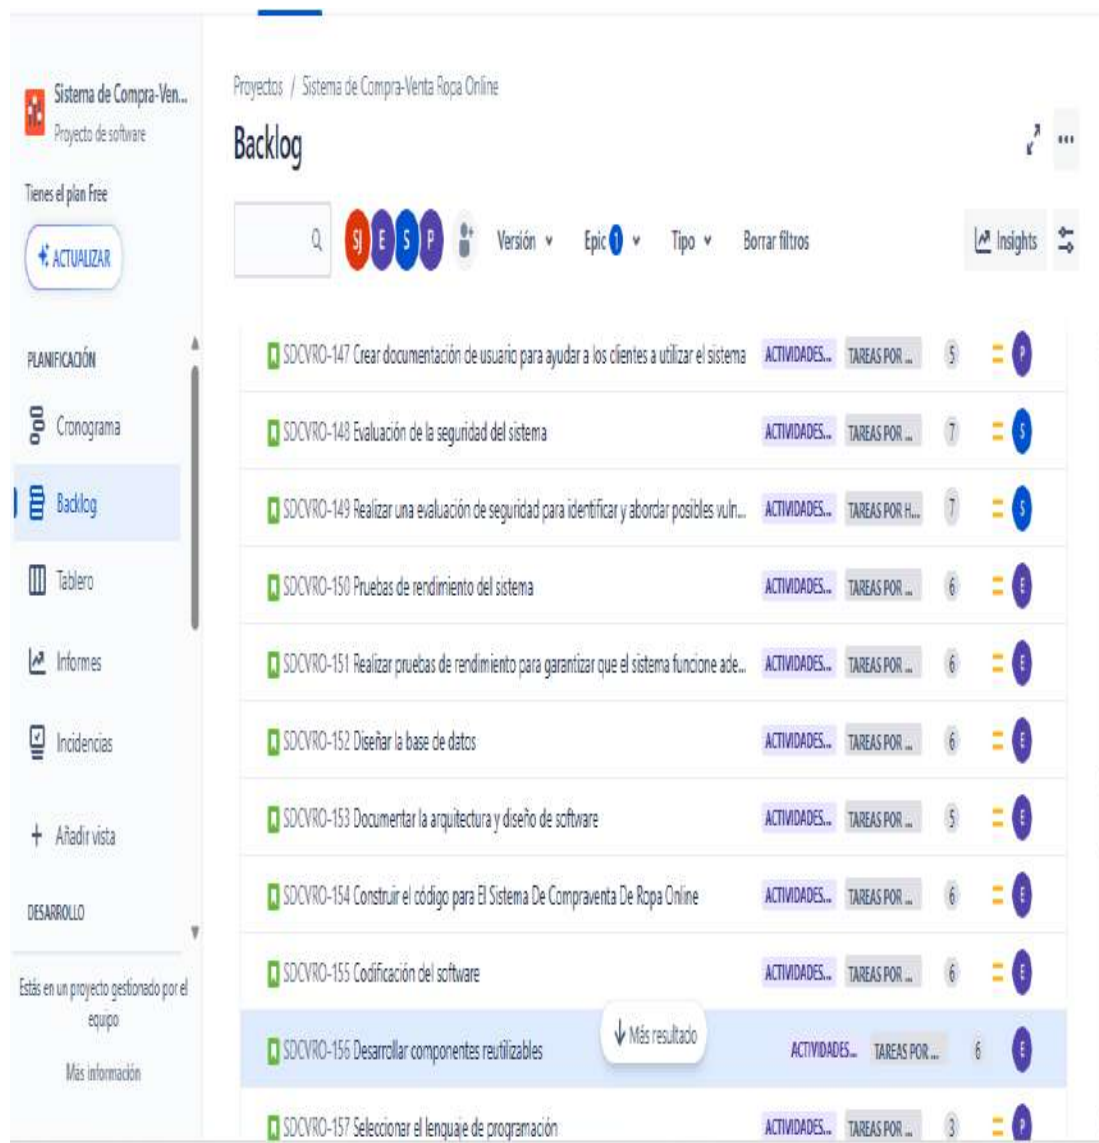 Sistema de Compra-Ven...
Proyecto de software
Tienes el plan Free
ACTUALIZAR
PLANIFICACIÓN
Cronograma
Backlog
Tablero
Informes
Incidencias
+ Añadir vista
DESARROLLO
Estás en un proyecto gestionado por el
equipo
Más información
Proyectos / Sistema de Compra-Venta Ropa Online
Backlog
SJ E S P Versión Epic 1 Tipo Borrar filtros Insights
SDCVRO-147 Crear documentación de usuario para ayudar a los clientes a utilizar el sistema ACTIVIDADES... TAREAS POR ... 5 P
SDCVRO-148 Evaluación de la seguridad del sistema ACTIVIDADES... TAREAS POR ... 7 S
SDCVRO-149 Realizar una evaluación de seguridad para identificar y abordar posibles vuln... ACTIVIDADES... TAREAS POR H... 7 S
SDCVRO-150 Pruebas de rendimiento del sistema ACTIVIDADES... TAREAS POR ... 6 E
SDCVRO-151 Realizar pruebas de rendimiento para garantizar que el sistema funcione ade... ACTIVIDADES... TAREAS POR ... 6 E
SDCVRO-152 Diseñar la base de datos ACTIVIDADES... TAREAS POR ... 6 E
SDCVRO-153 Documentar la arquitectura y diseño de software ACTIVIDADES... TAREAS POR ... 5 E
SDCVRO-154 Construir el código para El Sistema De Compraventa De Ropa Online ACTIVIDADES... TAREAS POR ... 6 E
SDCVRO-155 Codificación del software ACTIVIDADES... TAREAS POR ... 6 E
SDCVRO-156 Desarrollar componentes reutilizables Más resultado ACTIVIDADES... TAREAS POR ... 6 E
SDCVRO-157 Seleccionar el lenguaje de programación ACTIVIDADES... TAREAS POR ... 3 P